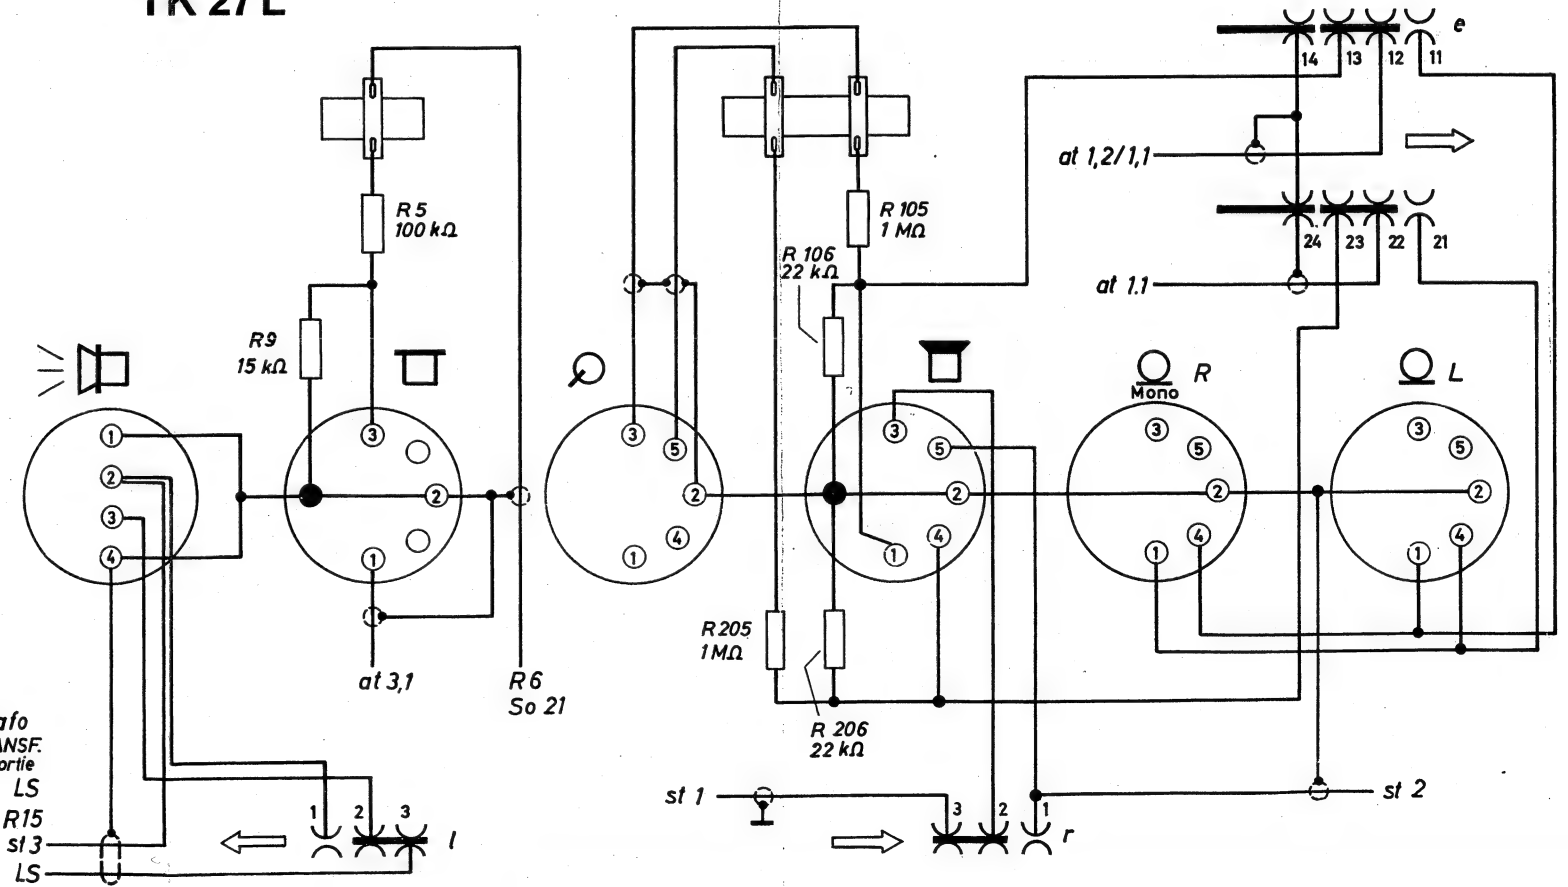 TK 27 L
e
14 13 12 11
at 1,2/1,1
R 5
100 kΩ
R 105
1 MΩ
R 106
22 kΩ
24 23 22 21
at 1.1
R9
15 kΩ
R
Mono
L
1
2
3
4
3
2
1
3
5
2
4
1
3
5
2
4
1
3
5
2
4
1
3
5
2
4
1
at 3,1
R 6
So 21
R 205
1 MΩ
R 206
22 kΩ
LS
R15
st 3
LS
1 2 3
l
st 1
3 2 1
r
st 2